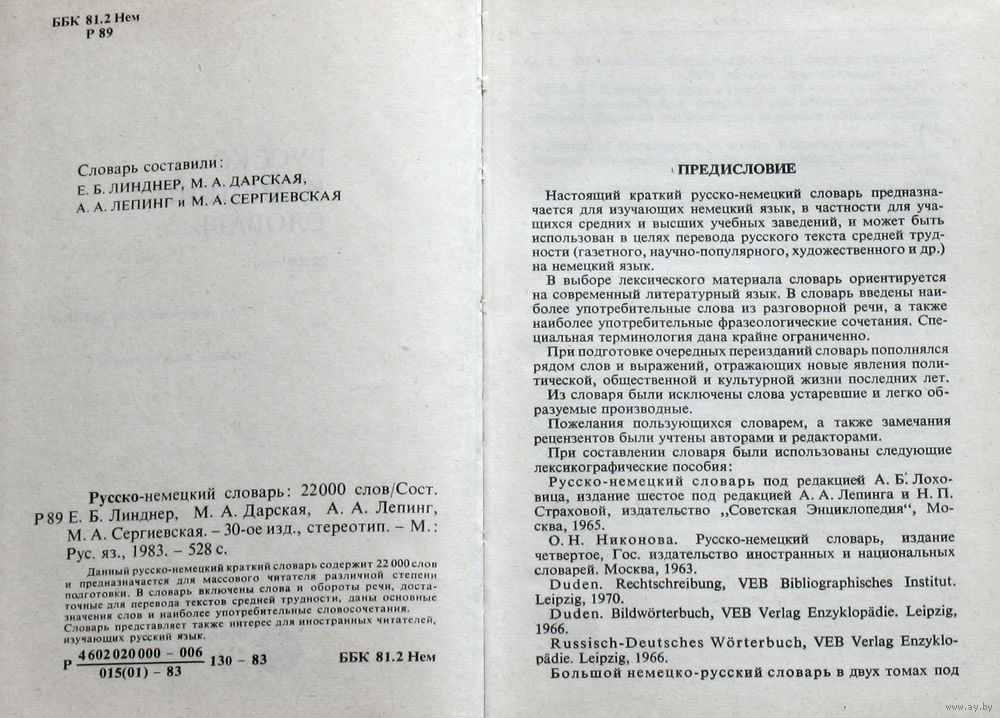 ББК 81.2 Нем
Р 89
Словарь составили:
Е. Б. ЛИНДНЕР, М. А. ДАРСКАЯ,
А. А. ЛЕПИНГ и М. А. СЕРГИЕВСКАЯ
Русско-немецкий словарь: 22000 слов/Сост.
Р 89 Е. Б. Линднер, М. А. Дарская, А. А. Лепинг,
М. А. Сергиевская. – 30-ое изд., стереотип. – М.:
Рус. яз., 1983. – 528 с.
Данный русско-немецкий краткий словарь содержит 22 000 слов
и предназначается для массового читателя различной степени
подготовки. В словарь включены слова и обороты речи, доста-
точные для перевода текстов средней трудности, даны основные
значения слов и наиболее употребительные словосочетания.
Словарь представляет также интерес для иностранных читателей,
изучающих русский язык.
Р 4602020000 – 006
015(01) – 83
130 – 83
ББК 81.2 Нем
ПРЕДИСЛОВИЕ
Настоящий краткий русско-немецкий словарь предназна-
чается для изучающих немецкий язык, в частности для уча-
щихся средних и высших учебных заведений, и может быть
использован в целях перевода русского текста средней труд-
ности (газетного, научно-популярного, художественного и др.)
на немецкий язык.
В выборе лексического материала словарь ориентируется
на современный литературный язык. В словарь введены наи-
более употребительные слова из разговорной речи, а также
наиболее употребительные фразеологические сочетания. Спе-
циальная терминология дана крайне ограниченно.
При подготовке очередных переизданий словарь пополнялся
рядом слов и выражений, отражающих новые явления поли-
тической, общественной и культурной жизни последних лет.
Из словаря были исключены слова устаревшие и легко об-
разуемые производные.
Пожелания пользующихся словарем, а также замечания
рецензентов были учтены авторами и редакторами.
При составлении словаря были использованы следующие
лексикографические пособия:
Русско-немецкий словарь под редакцией А. Б. Лохо-
вица, издание шестое под редакцией А. А. Лепинга и Н. П.
Страховой, издательство „Советская Энциклопедия“, Мо-
сква, 1965.
О. Н. Никонова. Русско-немецкий словарь, издание
четвертое, Гос. издательство иностранных и национальных
словарей. Москва, 1963.
Duden. Rechtschreibung, VEB Bibliographisches Institut.
Leipzig, 1970.
Duden. Bildwörterbuch, VEB Verlag Enzyklopädie. Leipzig,
1966.
Russisch-Deutsches Wörterbuch, VEB Verlag Enzyklo-
pädie. Leipzig, 1966.
Большой немецко-русский словарь в двух томах под
www.ay.by